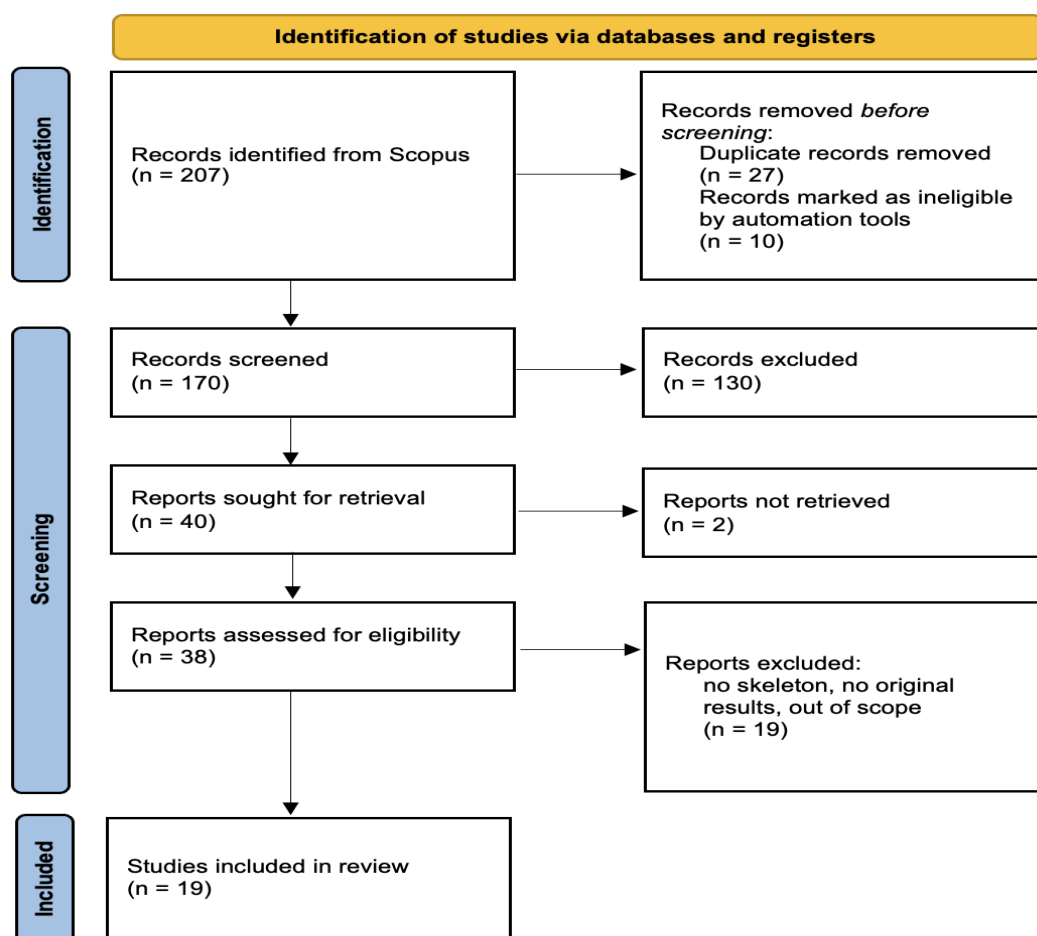 Identification of studies via databases and registers
Identification
Records identified from Scopus
(n = 207)
Records removed before
screening:
Duplicate records removed
(n = 27)
Records marked as ineligible
by automation tools
(n = 10)
Screening
Records screened
(n = 170)
Records excluded
(n = 130)
Reports sought for retrieval
(n = 40)
Reports not retrieved
(n = 2)
Reports assessed for eligibility
(n = 38)
Reports excluded:
no skeleton, no original
results, out of scope
(n = 19)
Included
Studies included in review
(n = 19)